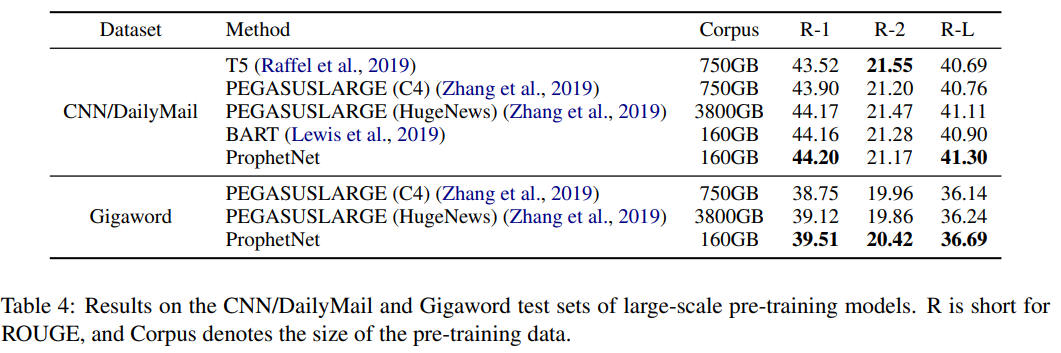 Dataset Method Corpus R-1 R-2 R-L
T5 (Raffel et al., 2019) 750GB 43.52 21.55 40.69
PEGASUSLARGE (C4) (Zhang et al., 2019) 750GB 43.90 21.20 40.76
CNN/DailyMail PEGASUSLARGE (HugeNews) (Zhang et al., 2019) 3800GB 44.17 21.47 41.11
BART (Lewis et al., 2019) 160GB 44.16 21.28 40.90
ProphetNet 160GB 44.20 21.17 41.30
PEGASUSLARGE (C4) (Zhang et al., 2019) 750GB 38.75 19.96 36.14
Gigaword PEGASUSLARGE (HugeNews) (Zhang et al., 2019) 3800GB 39.12 19.86 36.24
ProphetNet 160GB 39.51 20.42 36.69
Table 4: Results on the CNN/DailyMail and Gigaword test sets of large-scale pre-training models. R is short for
ROUGE, and Corpus denotes the size of the pre-training data.